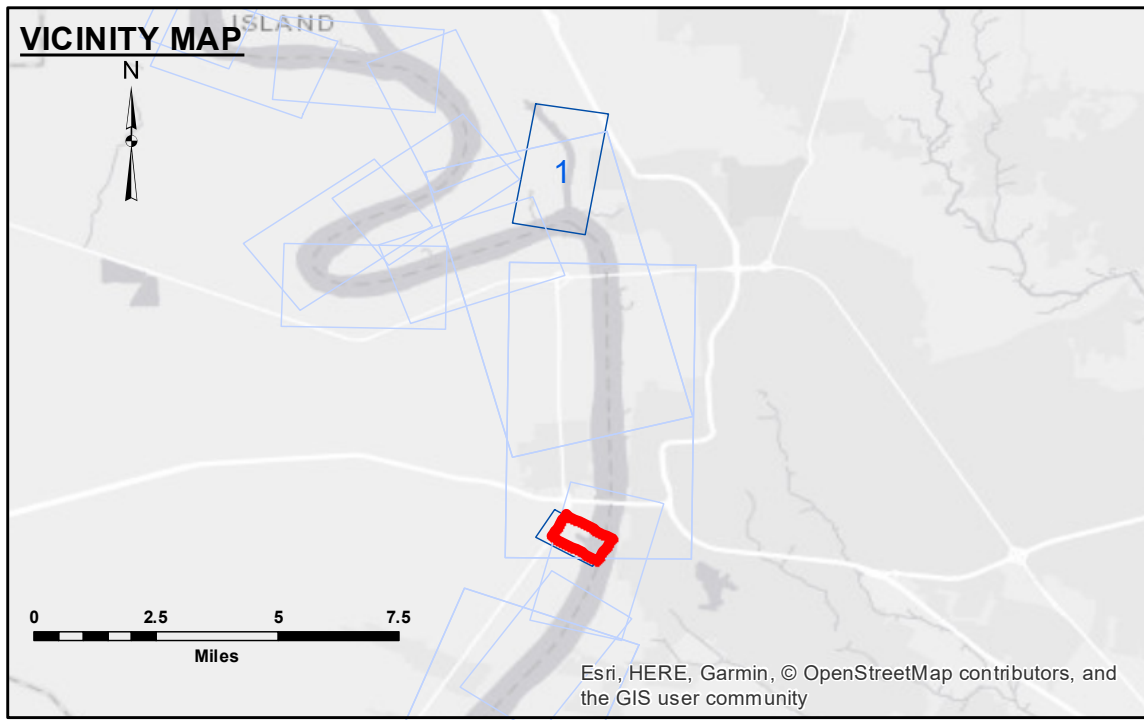 ISLAND
VICINITY MAP
N
1
0 2.5 5 7.5
Miles
Esri, HERE, Garmin, © OpenStreetMap contributors, and
the GIS user community